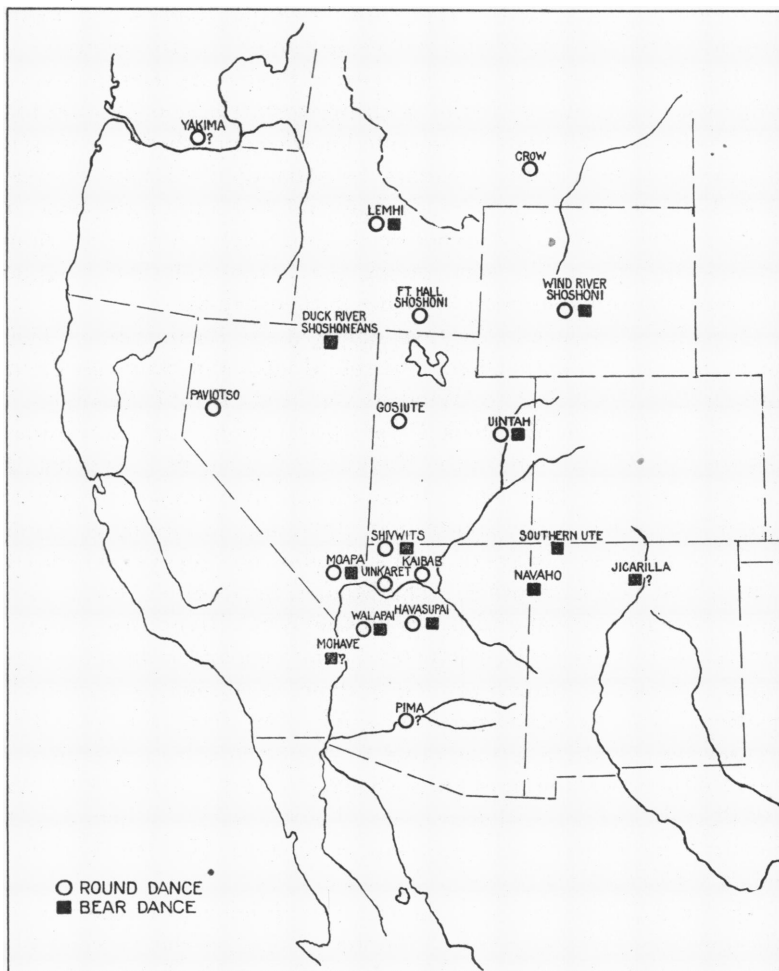 YAKIMA
?
CROW
LEMHI
FT. HALL
SHOSHONI
WIND RIVER
SHOSHONI
DUCK RIVER
SHOSHONEANS
PAVIOTSO
GOSIUTE
UINTAH
SHIVWITS
SOUTHERN UTE
MOAPA
UINKARET
KAIBAB
NAVAHO
JICARILLA
?
WALAPAI
HAVASUPAI
MOHAVE
?
PIMA
?
ROUND DANCE
BEAR DANCE